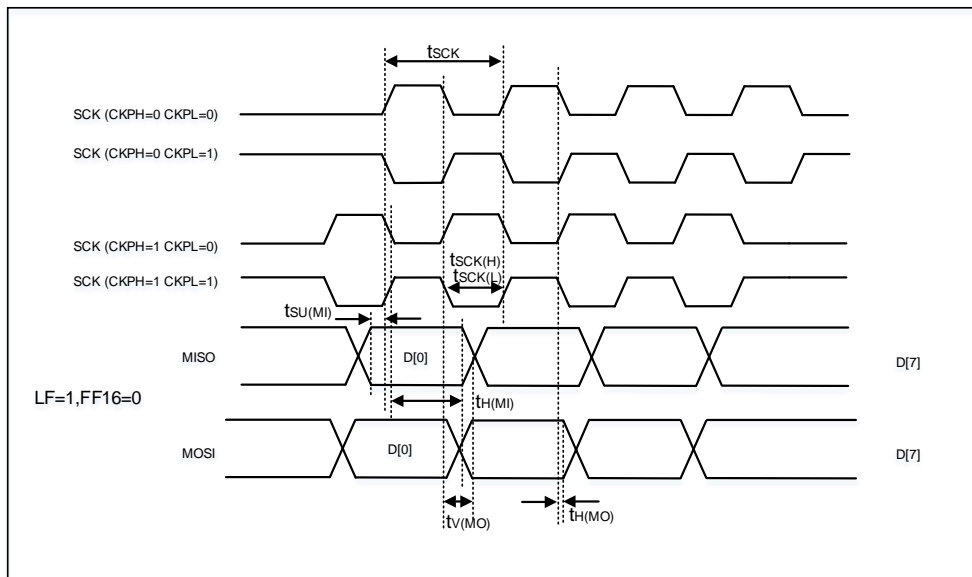 tSCK
SCK (CKPH=0 CKPL=0)
SCK (CKPH=0 CKPL=1)
SCK (CKPH=1 CKPL=0)
tSCK(H)
tSCK(L)
SCK (CKPH=1 CKPL=1)
tSU(MI)
MISO
D[0]
D[7]
LF=1,FF16=0
tH(MI)
MOSI
D[0]
D[7]
tV(MO)
tH(MO)